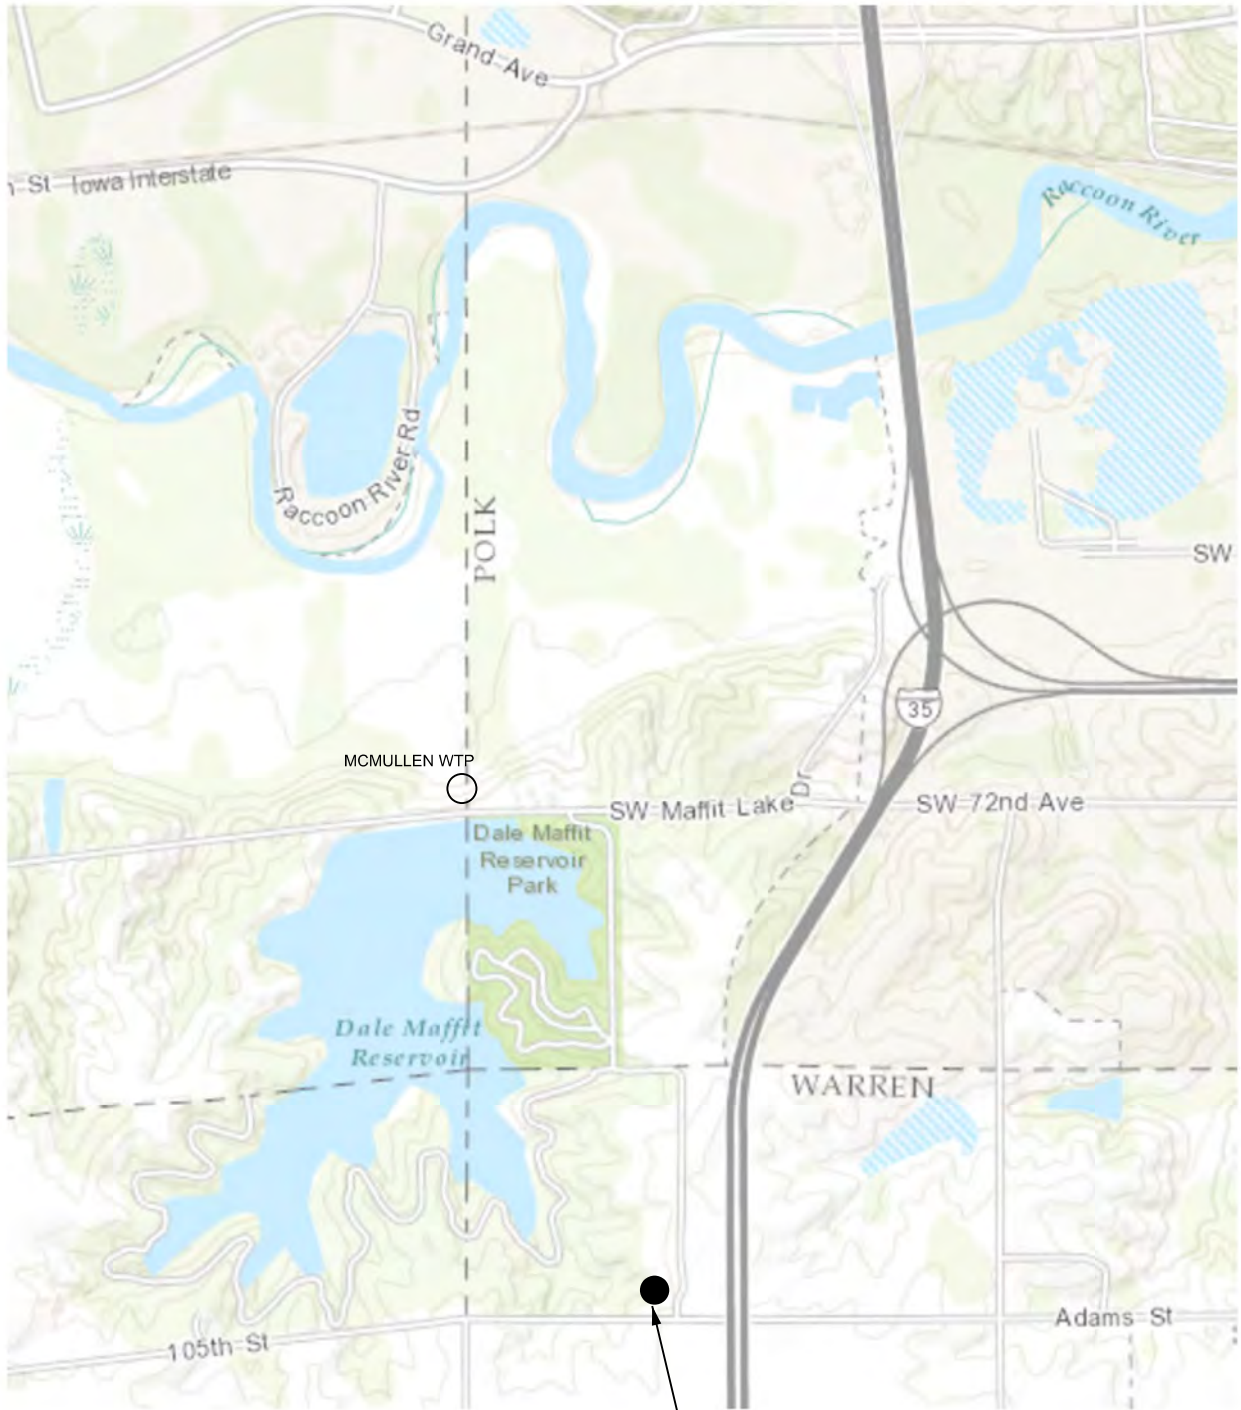 Grand Ave
n St
Iowa Interstate
Raccoon River
Raccoon River Rd
POLK
SW
35
MCMULLEN WTP
SW Maffit Lake
Dr
SW 72nd Ave
Dale Maffit
Reservoir
Park
Dale Maffit
Reservoir
WARREN
Adams St
105th St